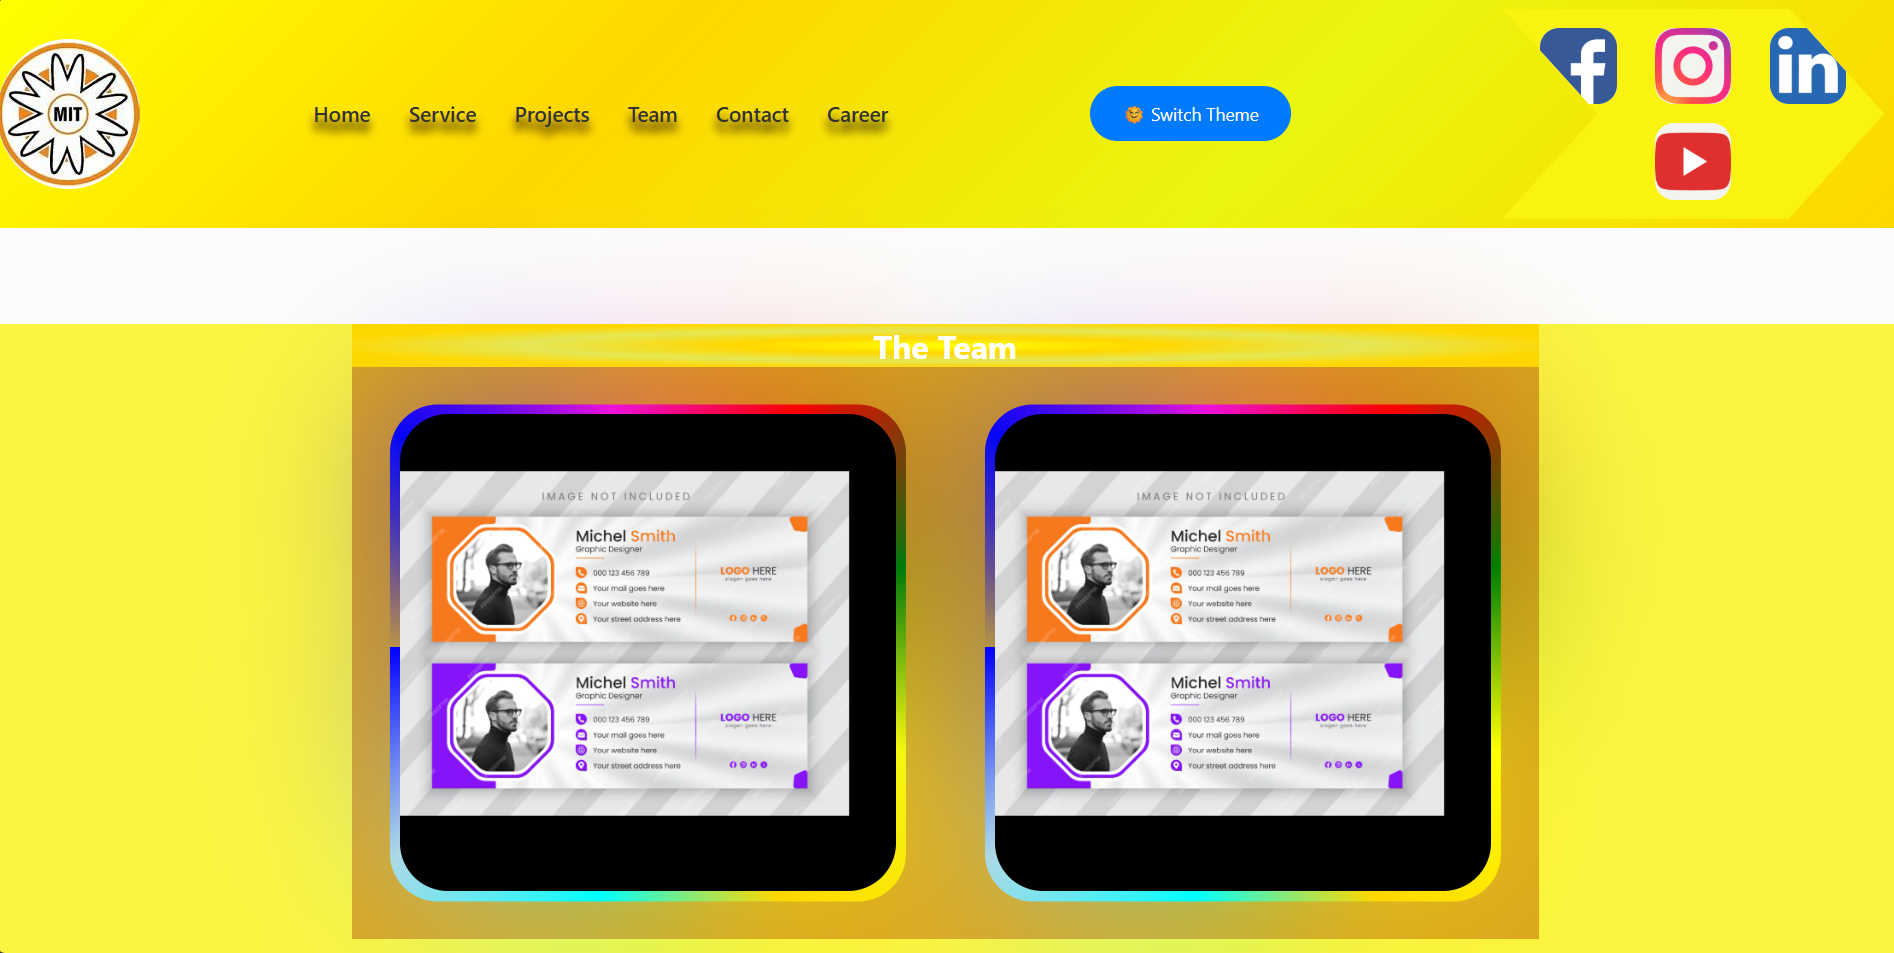 MIT
Home Service Projects Team Contact Career
Switch Theme
The Team
IMAGE NOT INCLUDED
Michel Smith
Graphic Designer
000 123 456 789
Your mail goes here
Your website here
Your street address here
LOGO HERE
slogan goes here
Michel Smith
Graphic Designer
000 123 456 789
Your mail goes here
Your website here
Your street address here
LOGO HERE
slogan goes here
IMAGE NOT INCLUDED
Michel Smith
Graphic Designer
000 123 456 789
Your mail goes here
Your website here
Your street address here
LOGO HERE
slogan goes here
Michel Smith
Graphic Designer
000 123 456 789
Your mail goes here
Your website here
Your street address here
LOGO HERE
slogan goes here